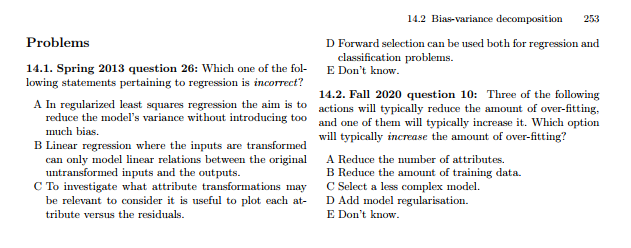 14.2 Bias-variance decomposition 253
Problems
14.1. Spring 2013 question 26: Which one of the fol-
lowing statements pertaining to regression is incorrect?
A In regularized least squares regression the aim is to
reduce the model's variance without introducing too
much bias.
B Linear regression where the inputs are transformed
can only model linear relations between the original
untransformed inputs and the outputs.
C To investigate what attribute transformations may
be relevant to consider it is useful to plot each at-
tribute versus the residuals.
D Forward selection can be used both for regression and
classification problems.
E Don't know.
14.2. Fall 2020 question 10: Three of the following
actions will typically reduce the amount of over-fitting,
and one of them will typically increase it. Which option
will typically increase the amount of over-fitting?
A Reduce the number of attributes.
B Reduce the amount of training data.
C Select a less complex model.
D Add model regularisation.
E Don't know.